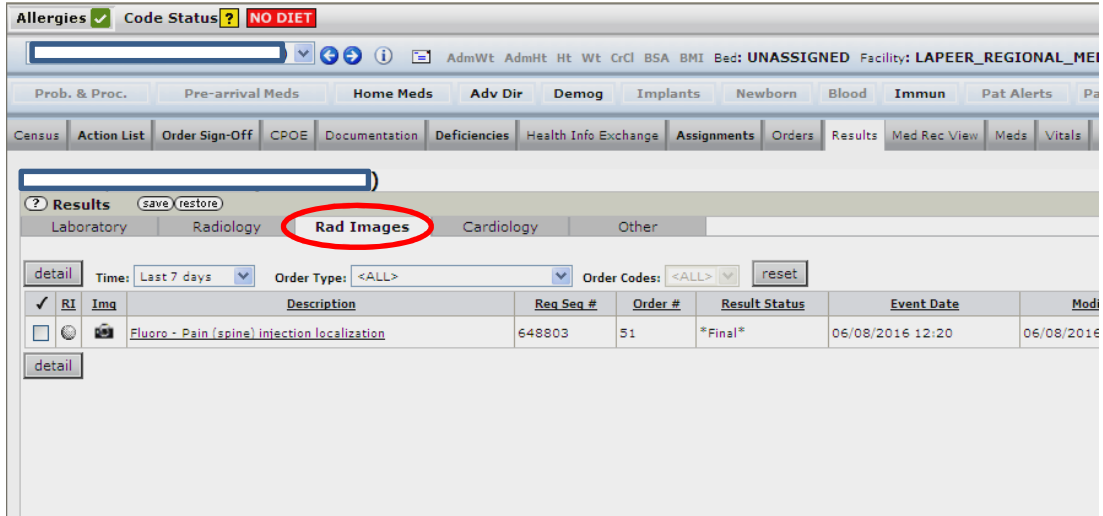 Allergies Code Status ? NO DIET
AdmWt AdmHt Ht Wt CrCl BSA BMI Bed: UNASSIGNED Facility: LAPEER_REGIONAL_MEI
Prob. & Proc. Pre-arrival Meds Home Meds Adv Dir Demog Implants Newborn Blood Immun Pat Alerts Pa
Census Action List Order Sign-Off CPOE Documentation Deficiencies Health Info Exchange Assignments Orders Results Med Rec View Meds Vitals
)
? Results save restore
Laboratory Radiology Rad Images Cardiology Other
detail Time: Last 7 days Order Type: <ALL> Order Codes: <ALL> reset
✓ RI Img Description Req Seq # Order # Result Status Event Date Modi
Fluoro - Pain (spine) injection localization 648803 51 *Final* 06/08/2016 12:20 06/08/2016
detail